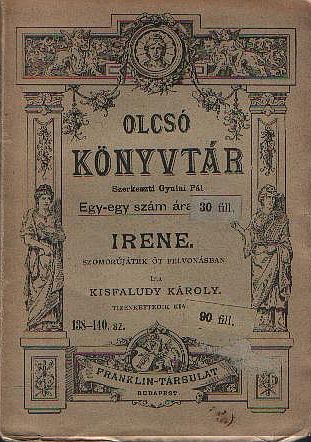 OLCSÓ
KÖNYVTÁR
Szerkeszti Gyulai Pál
Egy-egy szám ára 30 fill.
IRENE.
SZOMORÚJÁTÉK ÖT FELVONÁSBAN
Irta
KISFALUDY KÁROLY.
TIZENKETTEDIK
138–140. sz.
90 fill.
FRANKLIN-TÁRSULAT
BUDAPEST